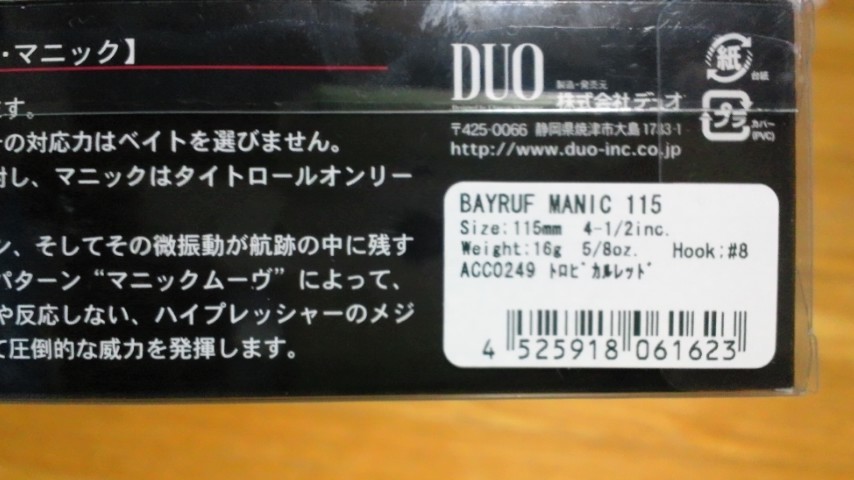 ・マニック】
ます。
の対応力はベイトを選びません。
対し、マニックはタイトロールオンリー
ン、そしてその微振動が航跡の中に残す
パターン“マニックムーヴ”によって、
や反応しない、ハイプレッシャーのメジ
て圧倒的な威力を発揮します。
DUO
製造・発売元
株式会社デュオ
〒425-0066 静岡県焼津市大島1733-1
http://www.duo-inc.co.jp
紙
台紙
プラ
カバー
(PVC)
BAYRUF MANIC 115
Size:115mm 4-1/2inc.
Weight:16g 5/8oz. Hook:#8
ACC0249 ﾄﾛﾋﾟｶﾙﾚｯﾄﾞ
4 525918 061623